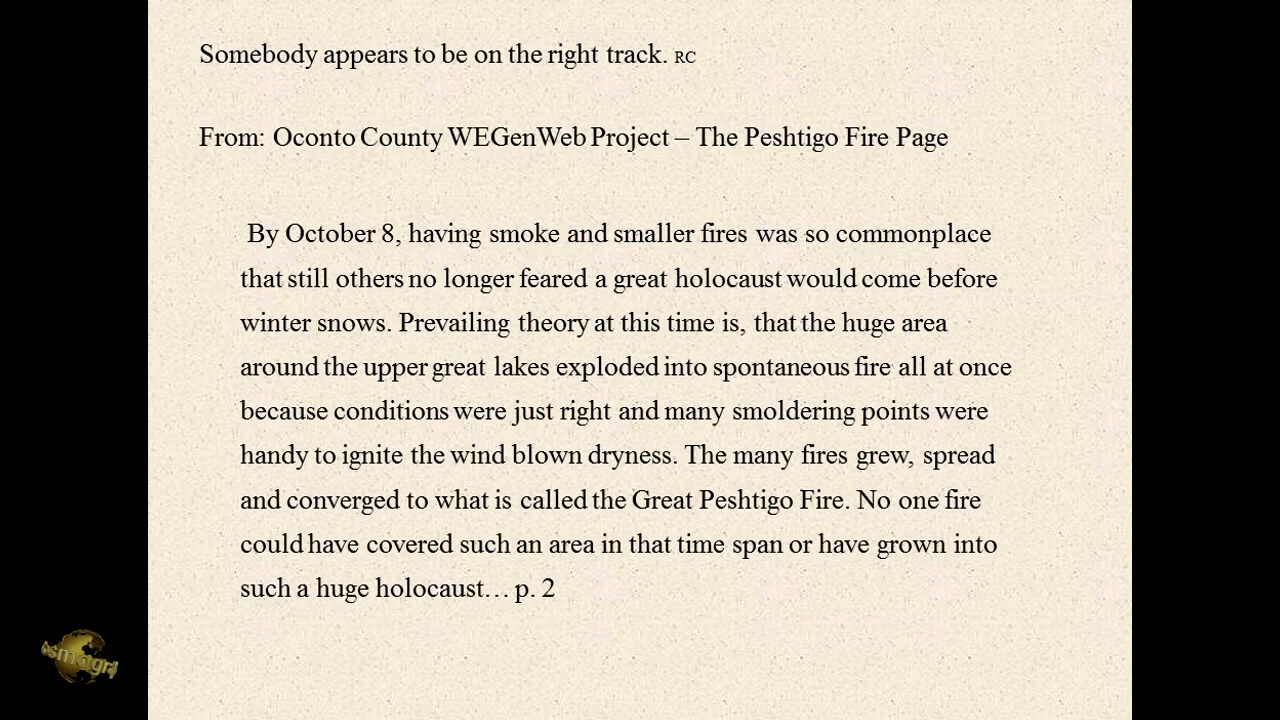 Somebody appears to be on the right track. RC
From: Oconto County WEGenWeb Project – The Peshtigo Fire Page
By October 8, having smoke and smaller fires was so commonplace
that still others no longer feared a great holocaust would come before
winter snows. Prevailing theory at this time is, that the huge area
around the upper great lakes exploded into spontaneous fire all at once
because conditions were just right and many smoldering points were
handy to ignite the wind blown dryness. The many fires grew, spread
and converged to what is called the Great Peshtigo Fire. No one fire
could have covered such an area in that time span or have grown into
such a huge holocaust… p. 2